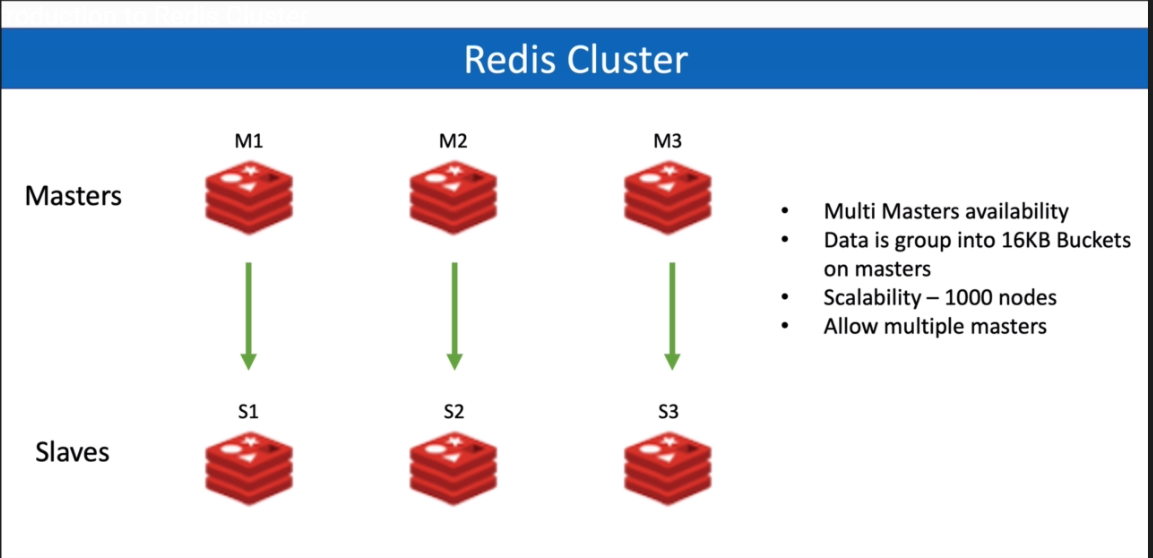 Redis Cluster
M1
M2
M3
Masters
• Multi Masters availability
• Data is group into 16KB Buckets
on masters
• Scalability – 1000 nodes
• Allow multiple masters
S1
S2
S3
Slaves